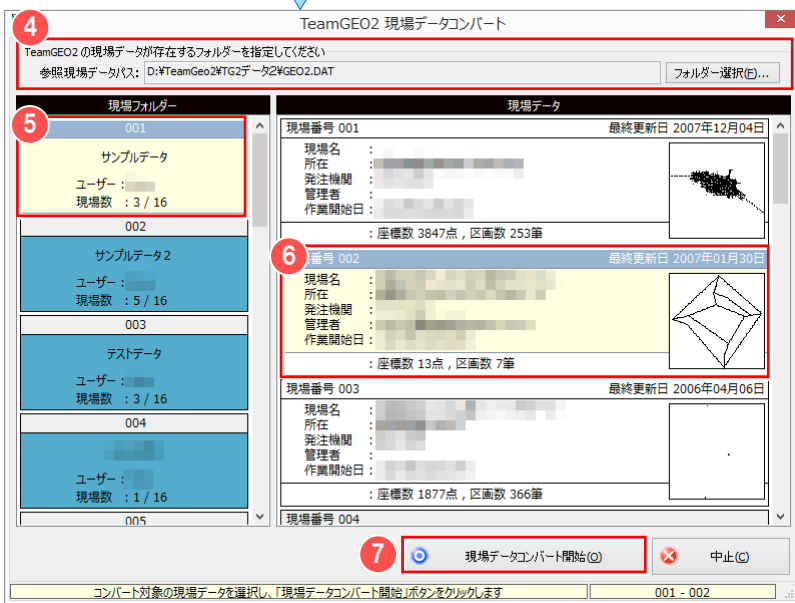 TeamGEO2 現場データコンバート
4
TeamGEO2 の現場データが存在するフォルダーを指定してください
参照現場データパス: D:¥TeamGeo2¥TG2データ2¥GEO2.DAT フォルダー選択(F)...
現場フォルダー
5
001
サンプルデータ
ユーザー :
現場数 : 3 / 16
002
サンプルデータ2
ユーザー :
現場数 : 5 / 16
003
テストデータ
ユーザー :
現場数 : 3 / 16
004
ユーザー :
現場数 : 1 / 16
005
現場データ
現場番号 001 最終更新日 2007年12月04日
現場名 :
所在 :
発注機関 :
管理者 :
作業開始日 :
: 座標数 3847点 , 区画数 253筆
6
番号 002 最終更新日 2007年01月30日
現場名 :
所在 :
発注機関 :
管理者 :
作業開始日 :
: 座標数 13点 , 区画数 7筆
現場番号 003 最終更新日 2006年04月06日
現場名 :
所在 :
発注機関 :
管理者 :
作業開始日 :
: 座標数 1877点 , 区画数 366筆
現場番号 004
7
現場データコンバート開始(O) 中止(C)
コンバート対象の現場データを選択し、「現場データコンバート開始」ボタンをクリックします 001 - 002